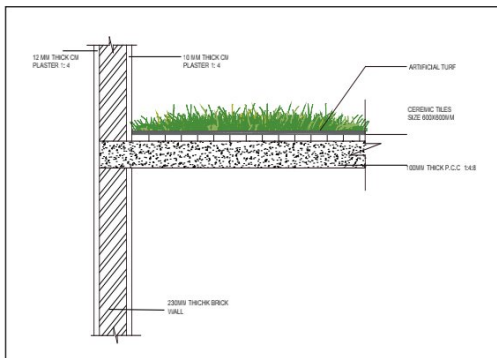 12 MM THICK CM
PLASTER 1: 4
10 MM THICK CM
PLASTER 1: 4
ARTIFICIAL TURF
CEREMIC TILES
SIZE 600X600MM
100MM THICK P.C.C 1:4:8
230MM THICHK BRICK
WALL